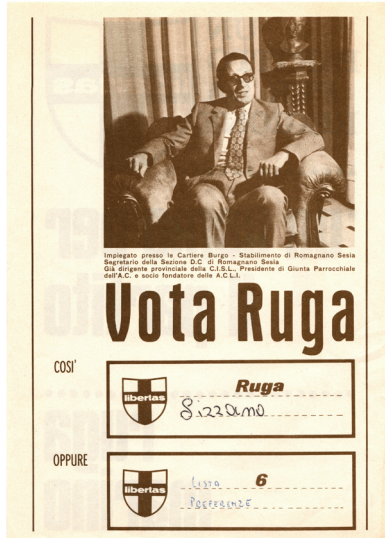 Impiegato presso le Cartiere Burgo - Stabilimento di Romagnano Sesia
Segretario della Sezione D.C di Romagnano Sesia
Già dirigente provinciale della C.I.S.L., Presidente di Giunta Parrocchiale
dell'A.C. e socio fondatore delle A.C.L.I.
Vota Ruga
COSI'
Ruga
libertas
Sizzano
OPPURE
6
libertas
Lista
PREFERENZE